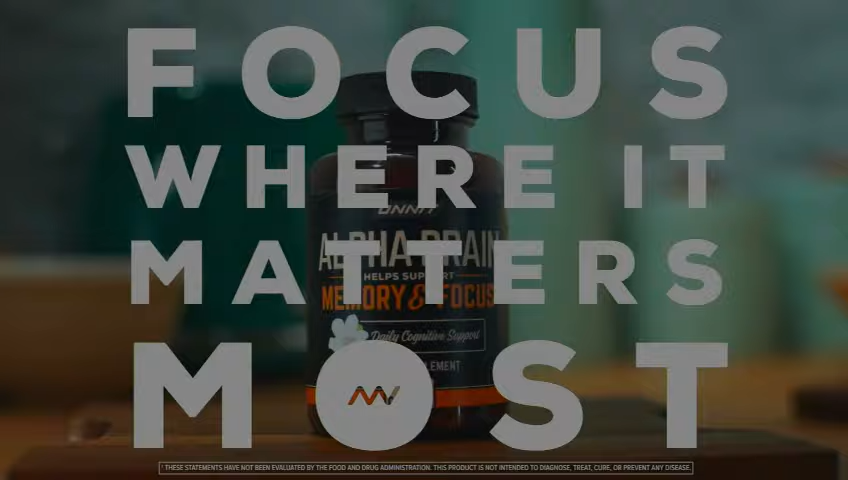 FOCUS
WHERE IT
MATTERS
MOST
ONNIT
ALPHA BRAIN
HELPS SUPPORT
MEMORY & FOCUS
Daily Cognitive Support
¹ THESE STATEMENTS HAVE NOT BEEN EVALUATED BY THE FOOD AND DRUG ADMINISTRATION. THIS PRODUCT IS NOT INTENDED TO DIAGNOSE, TREAT, CURE, OR PREVENT ANY DISEASE.